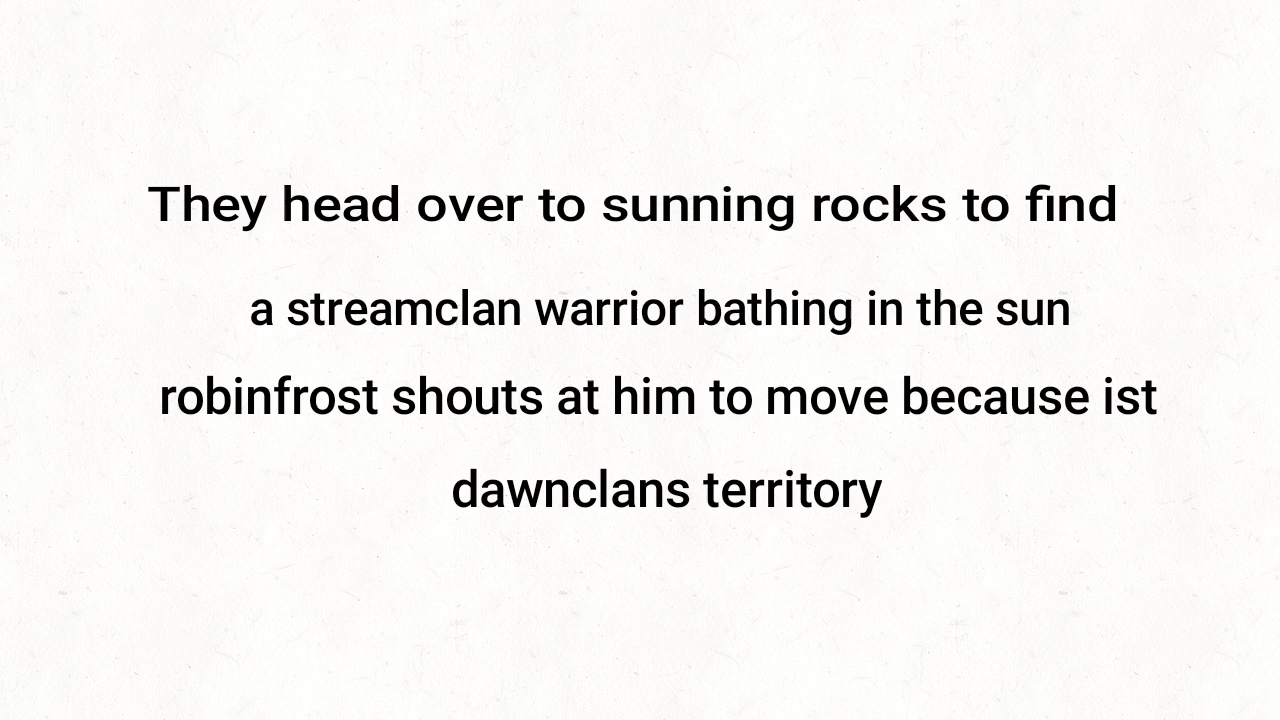 They head over to sunning rocks to find
a streamclan warrior bathing in the sun
robinfrost shouts at him to move because ist
dawnclans territory